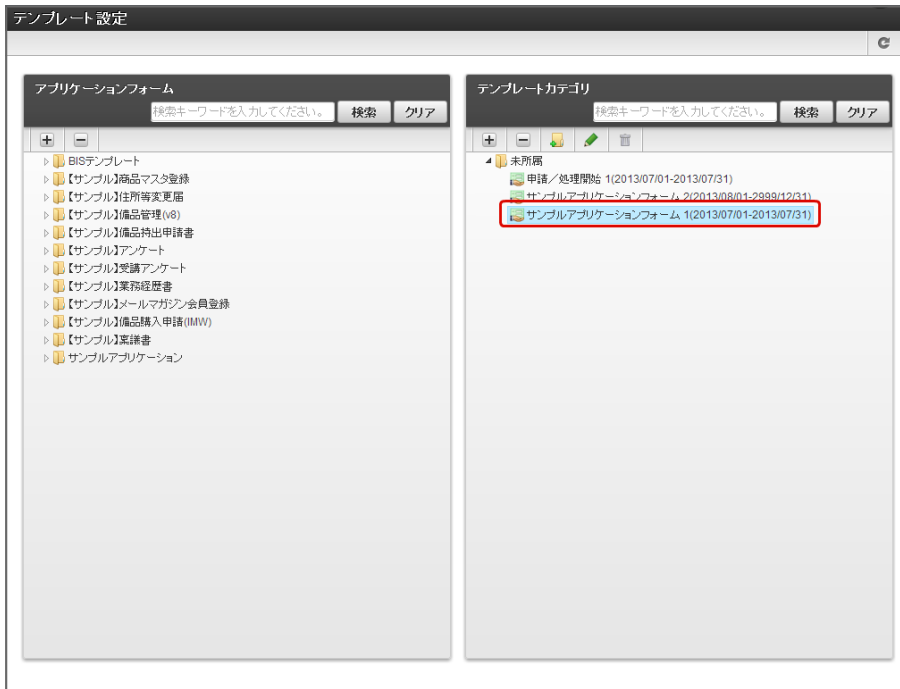 テンプレート設定
アプリケーションフォーム
検索キーワードを入力してください。 検索 クリア
BISテンプレート
【サンプル】商品マスタ登録
【サンプル】住所等変更届
【サンプル】備品管理(v8)
【サンプル】備品持出申請書
【サンプル】アンケート
【サンプル】受講アンケート
【サンプル】業務経歴書
【サンプル】メールマガジン会員登録
【サンプル】備品購入申請(IMW)
【サンプル】稟議書
サンプルアプリケーション
テンプレートカテゴリ
検索キーワードを入力してください。 検索 クリア
未所属
申請／処理開始 1(2013/07/01-2013/07/31)
サンプルアプリケーションフォーム 2(2013/08/01-2999/12/31)
サンプルアプリケーションフォーム 1(2013/07/01-2013/07/31)